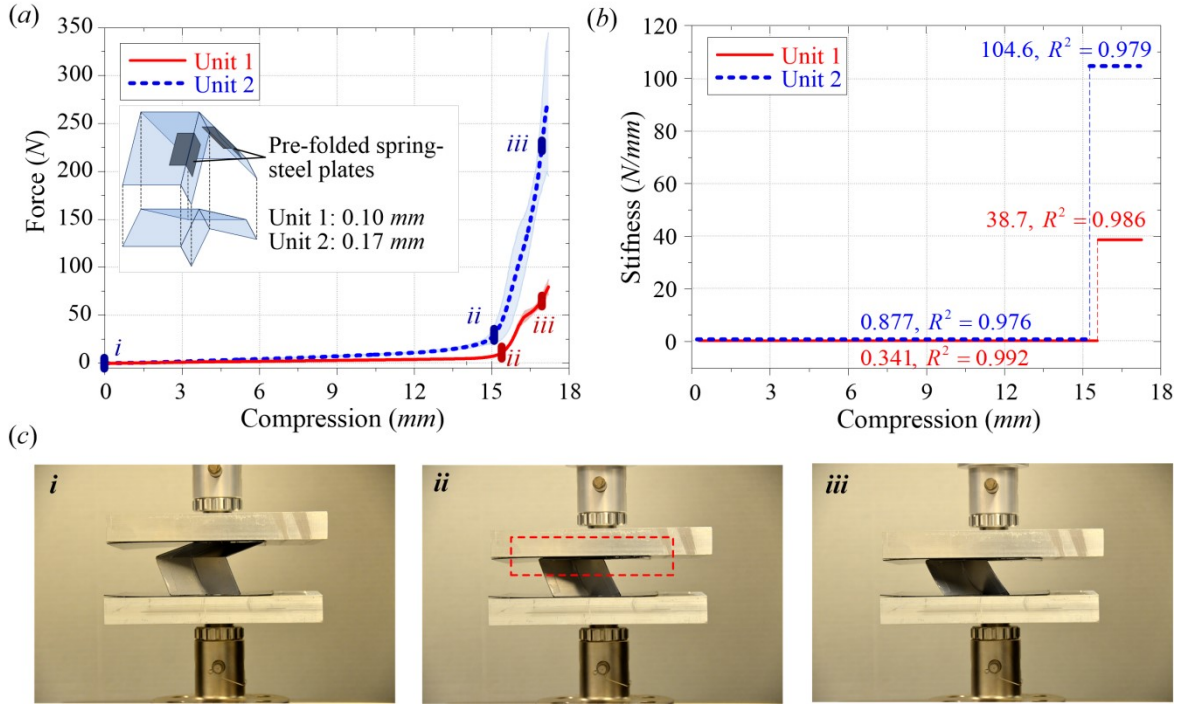 (a)
350
300
250
200
150
100
50
0
Force (N)
Unit 1
Unit 2
Pre-folded spring-
steel plates
Unit 1: 0.10 mm
Unit 2: 0.17 mm
i
ii
ii
iii
iii
0 3 6 9 12 15 18
Compression (mm)
(b)
120
100
80
60
40
20
0
Stifness (N/mm)
Unit 1
Unit 2
104.6, R² = 0.979
38.7, R² = 0.986
0.877, R² = 0.976
0.341, R² = 0.992
0 3 6 9 12 15 18
Compression (mm)
(c)
i
ii
iii